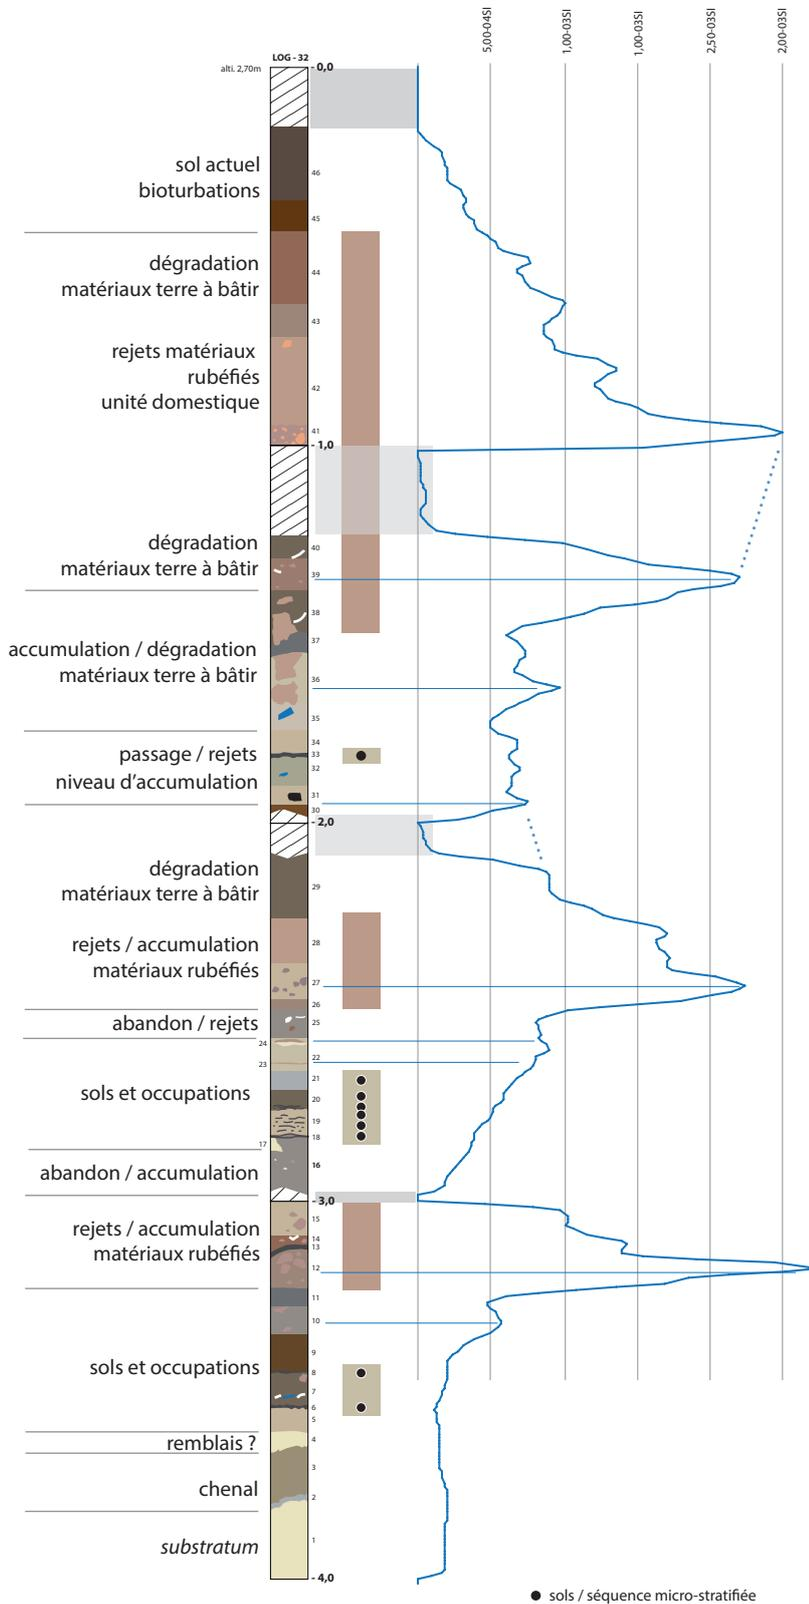 5,00-04SI
1,00-03SI
1,00-03SI
2,50-03SI
2,00-03SI
LOG - 32
alti. 2,70m
- 0,0
sol actuel
bioturbations
46
45
dégradation
matériaux terre à bâtir
44
43
rejets matériaux
rubéfiés
unité domestique
42
41
- 1,0
dégradation
matériaux terre à bâtir
40
39
38
37
accumulation / dégradation
matériaux terre à bâtir
36
35
passage / rejets
niveau d’accumulation
34
33
32
31
30
- 2,0
dégradation
matériaux terre à bâtir
29
rejets / accumulation
matériaux rubéfiés
28
27
26
abandon / rejets
25
24
23
22
sols et occupations
21
20
19
18
17
abandon / accumulation
16
- 3,0
rejets / accumulation
matériaux rubéfiés
15
14
13
12
11
10
sols et occupations
9
8
7
6
5
remblais ?
4
chenal
3
2
substratum
1
- 4,0
sols / séquence micro-stratifiée